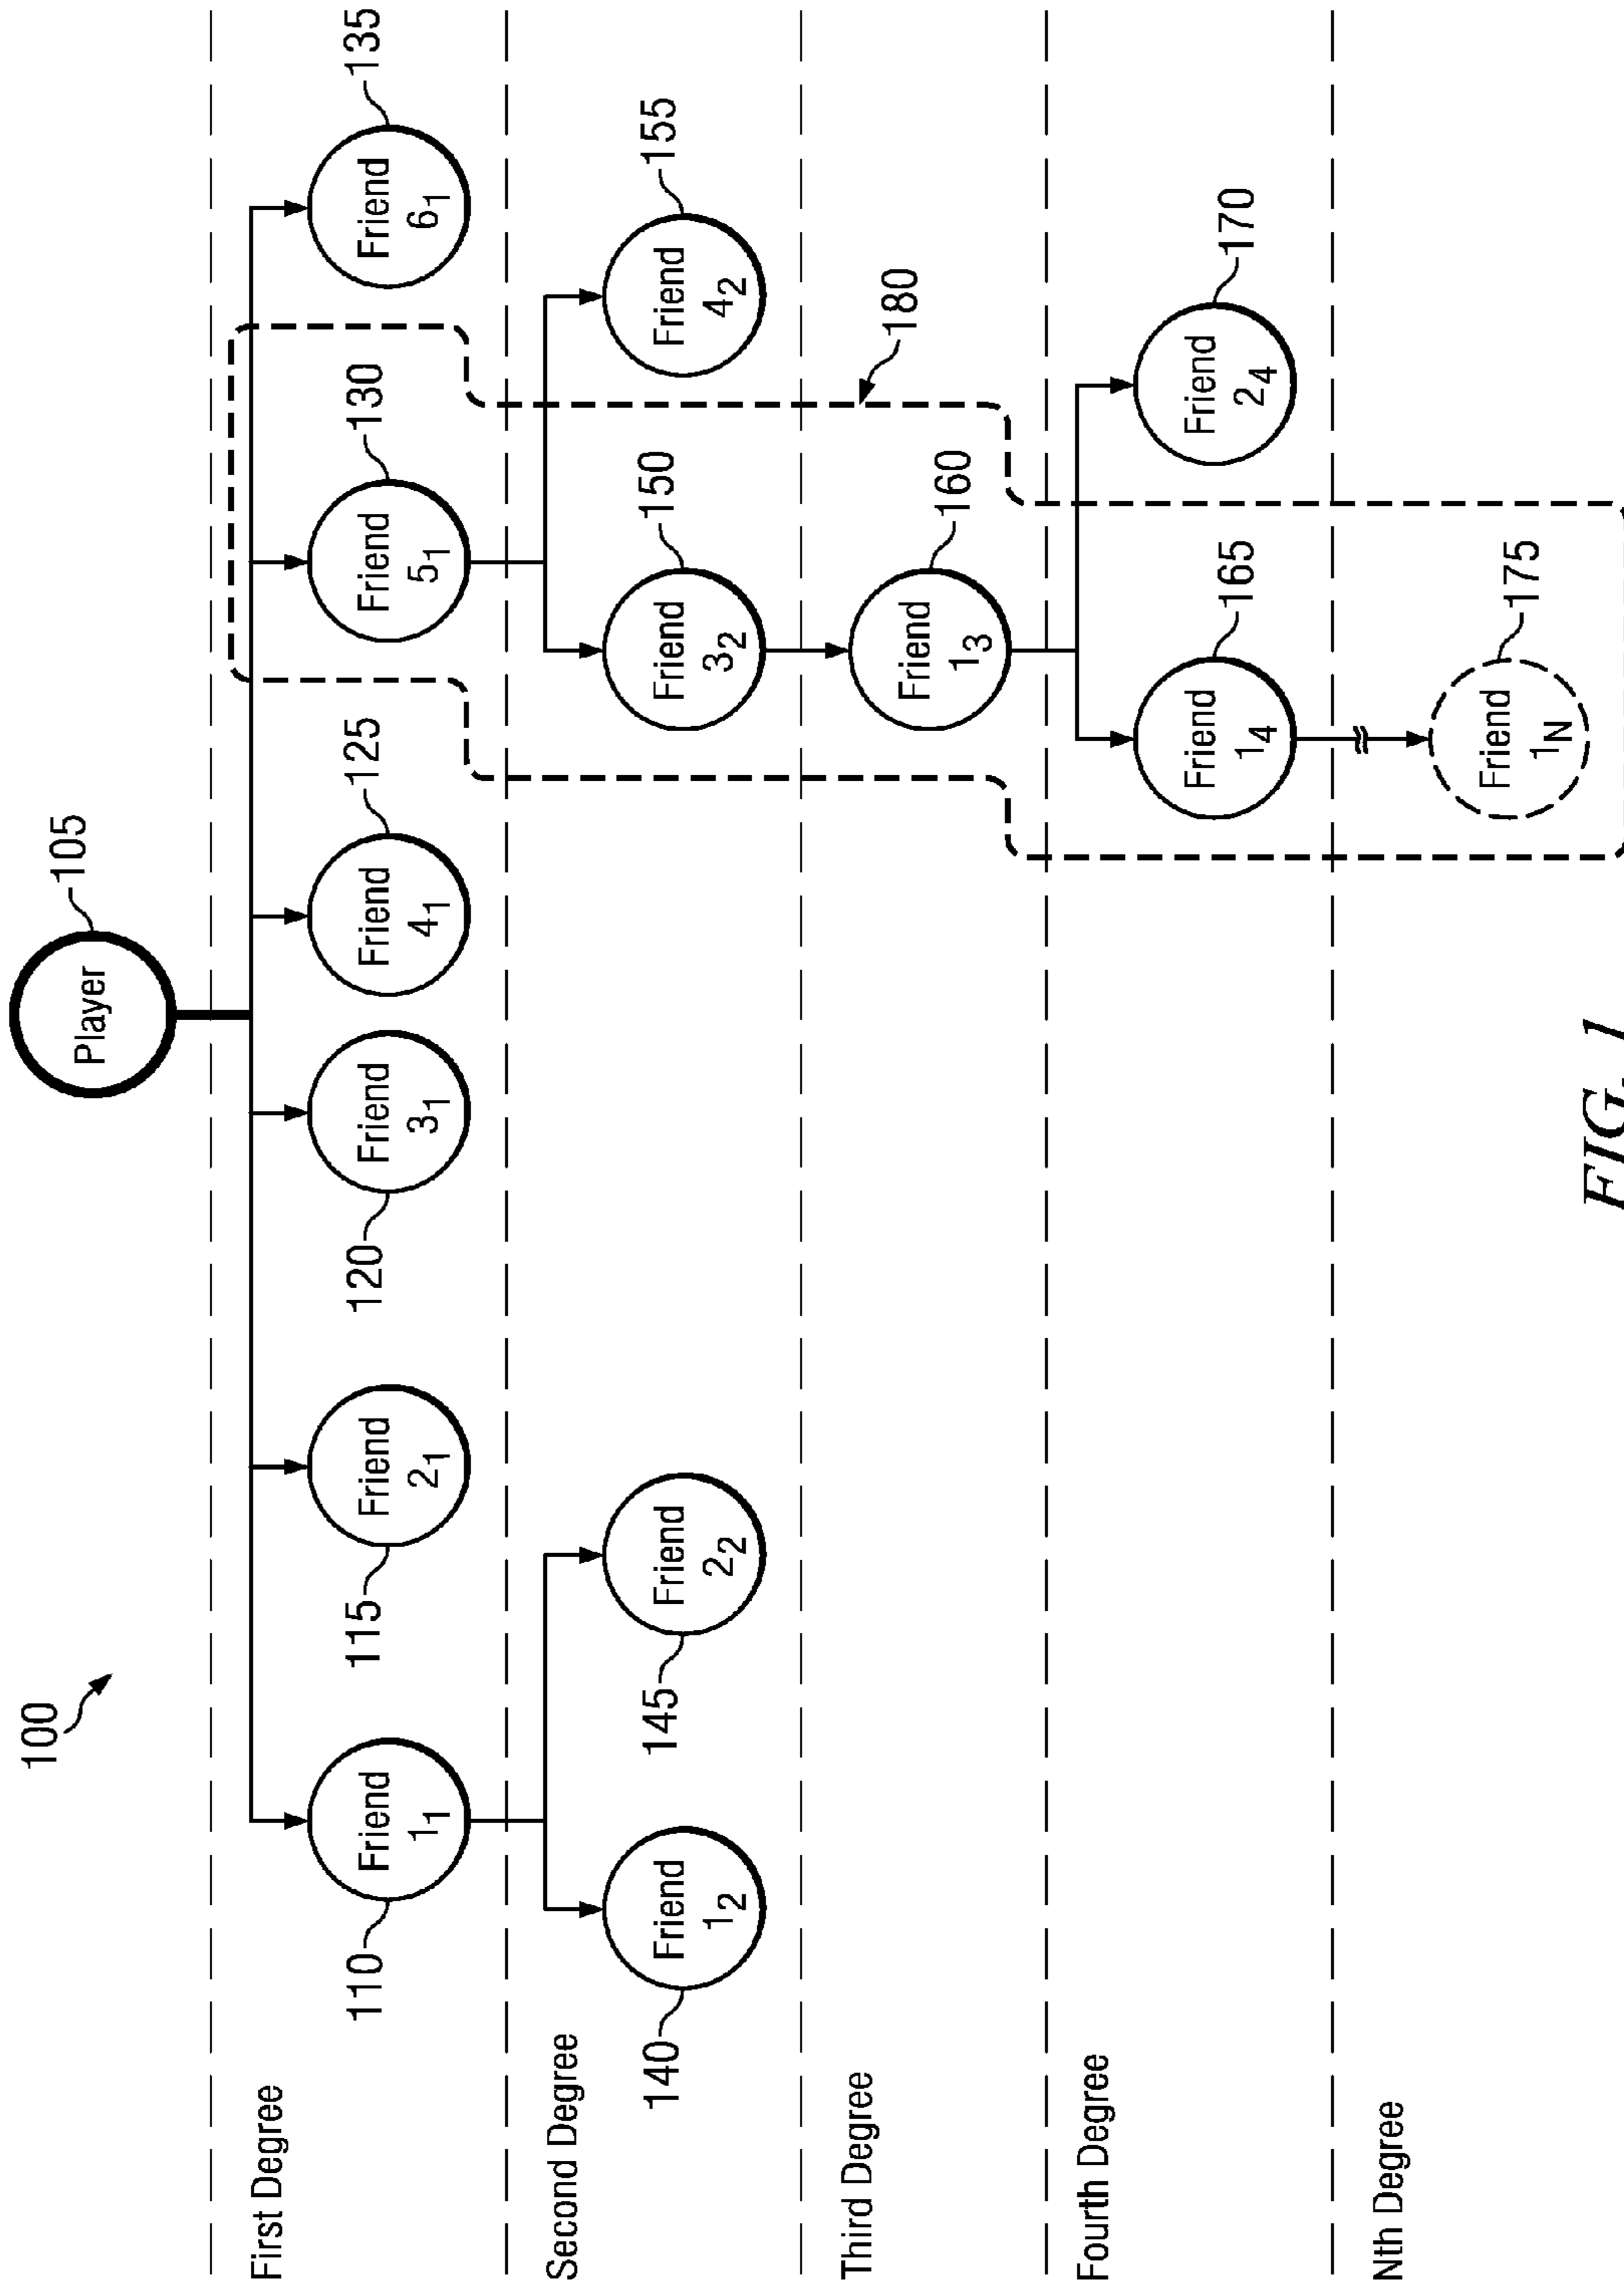 100
Player
105
First Degree
110
Friend
1₁
115
Friend
2₁
120
Friend
3₁
Friend
4₁
125
Friend
5₁
130
Friend
6₁
135
Second Degree
140
Friend
1₂
145
Friend
2₂
Friend
3₂
150
Friend
4₂
155
Third Degree
Friend
1₃
160
180
Fourth Degree
Friend
1₄
165
Friend
2₄
170
Nth Degree
Friend
1N
175
FIG. 1